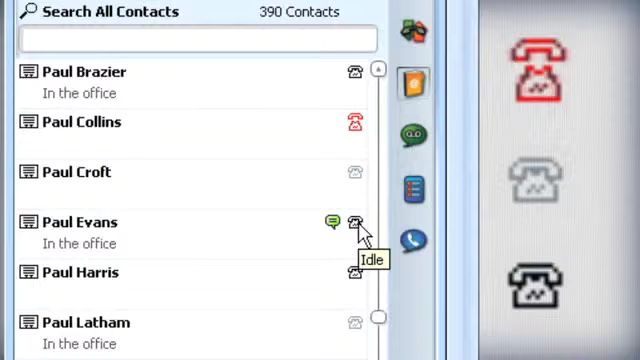 Search All Contacts 390 Contacts
Paul Brazier
In the office
Paul Collins
Paul Croft
Paul Evans
In the office
Idle
Paul Harris
Paul Latham
In the office